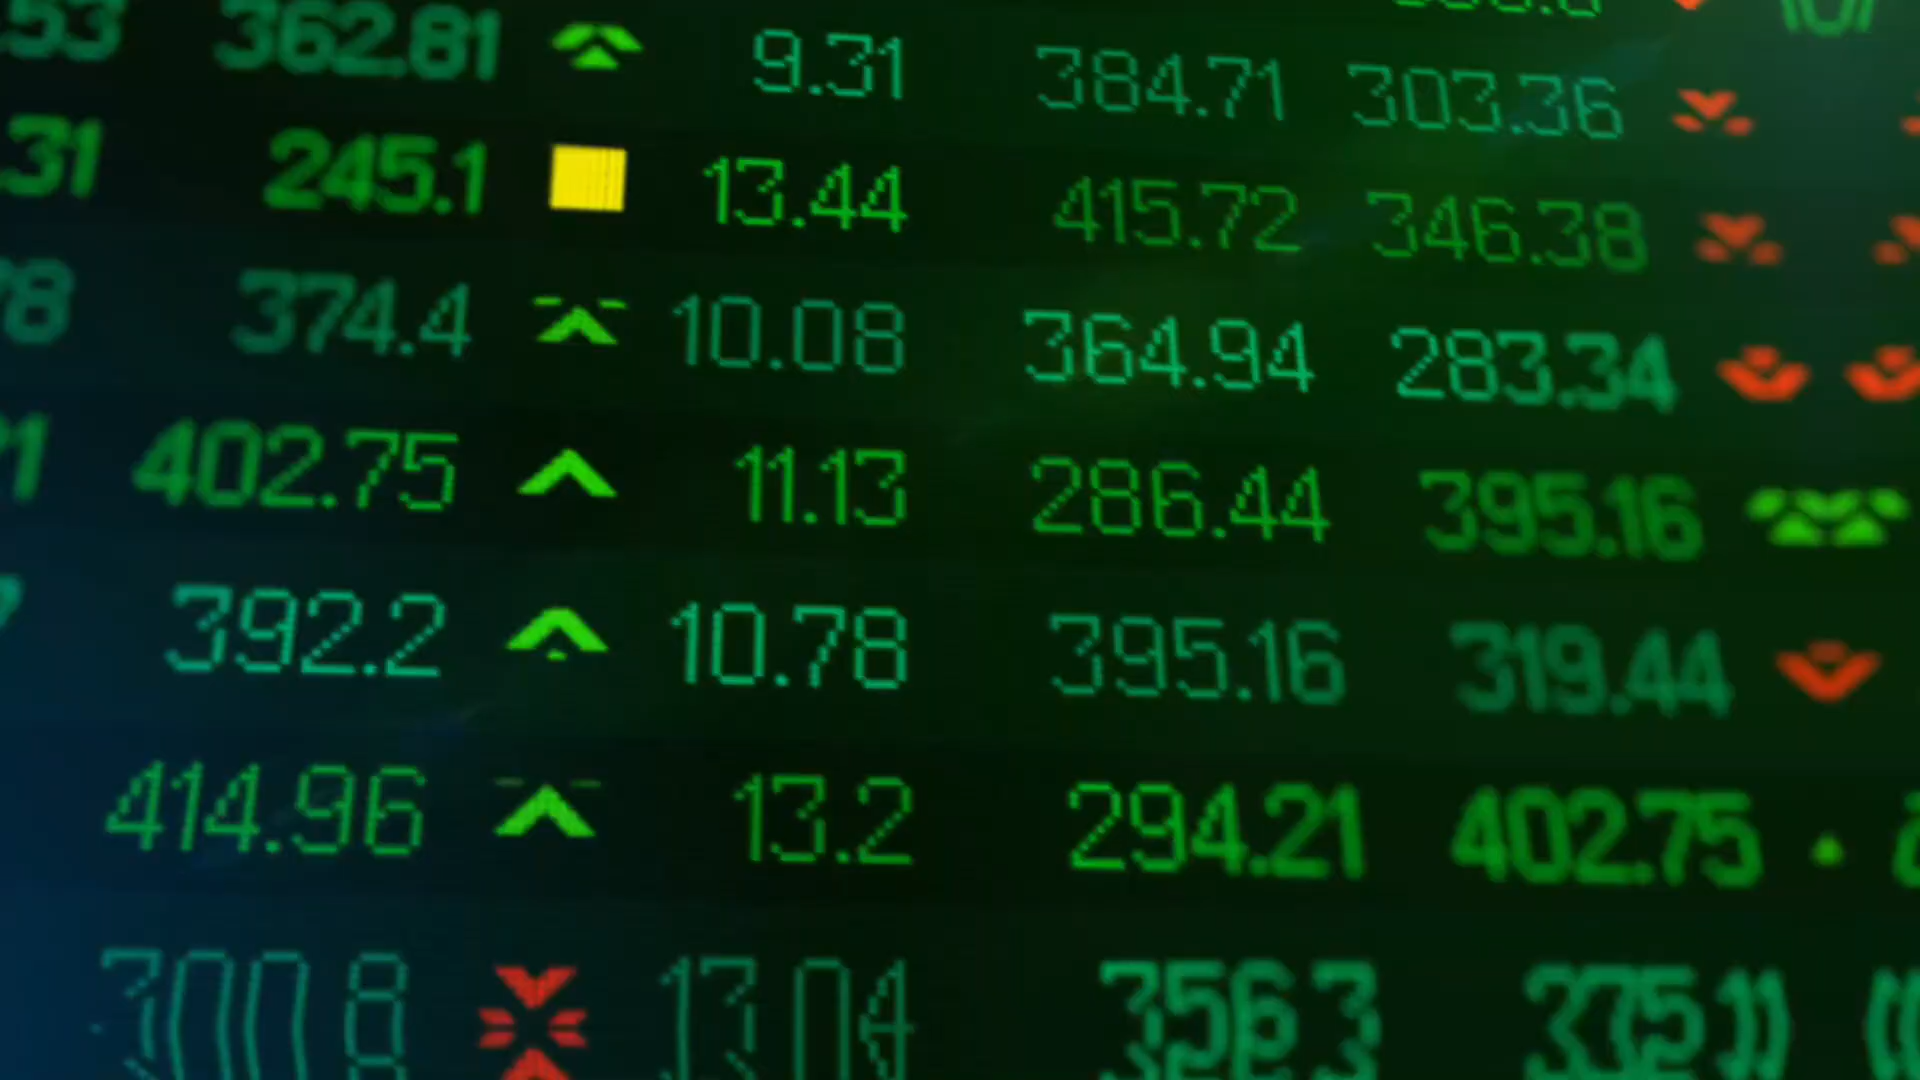 53 362.81 9.31 384.71 303.36
31 245.1 13.44 415.72 346.38
78 374.4 10.08 364.94 283.34
21 402.75 11.13 286.44 395.16
7 392.2 10.78 395.16 319.44
414.96 13.2 294.21 402.75